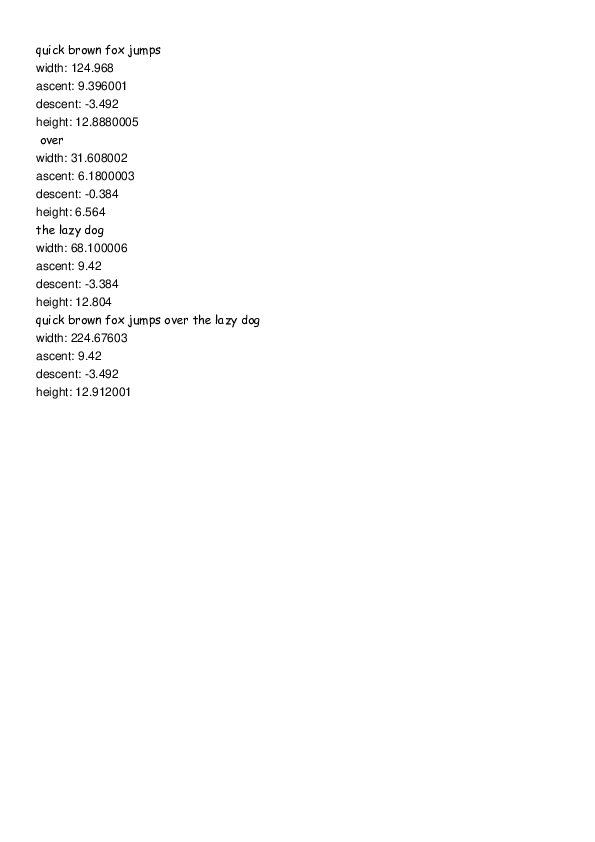 quick brown fox jumps
width: 124.968
ascent: 9.396001
descent: -3.492
height: 12.8880005
over
width: 31.608002
ascent: 6.1800003
descent: -0.384
height: 6.564
the lazy dog
width: 68.100006
ascent: 9.42
descent: -3.384
height: 12.804
quick brown fox jumps over the lazy dog
width: 224.67603
ascent: 9.42
descent: -3.492
height: 12.912001